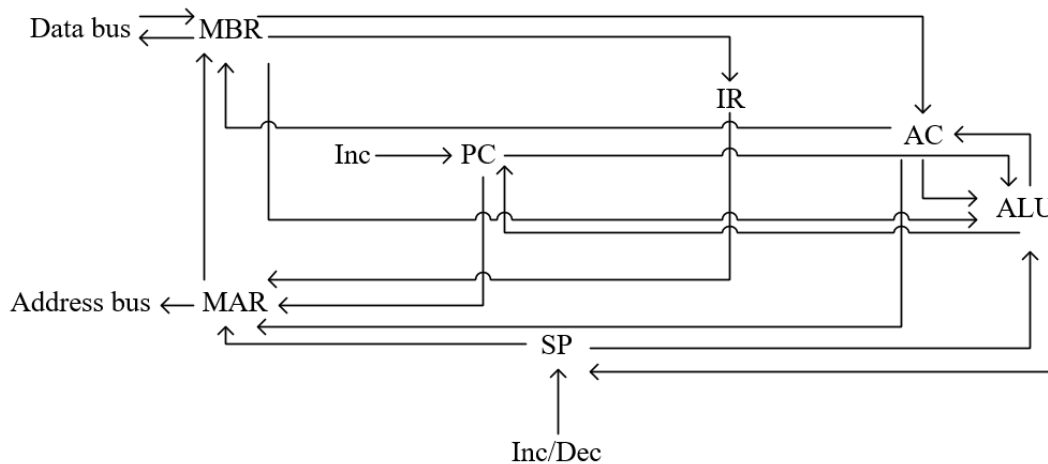 Data bus
MBR
IR
AC
Inc
PC
ALU
Address bus
MAR
SP
Inc/Dec